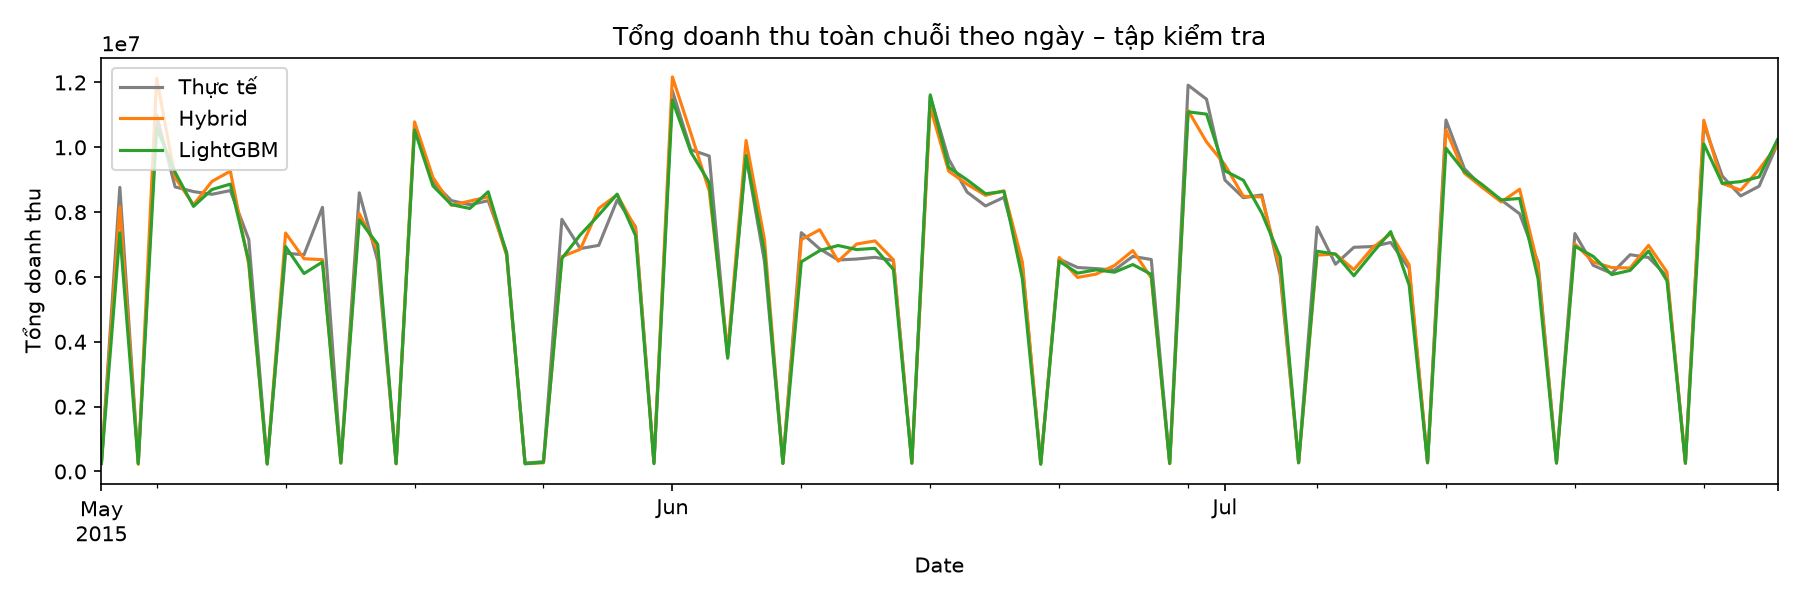 Tổng doanh thu toàn chuỗi theo ngày – tập kiểm tra
1e7
1.2
1.0
0.8
0.6
0.4
0.2
0.0
Tổng doanh thu
Thực tế
Hybrid
LightGBM
May
2015
Jun
Jul
Date